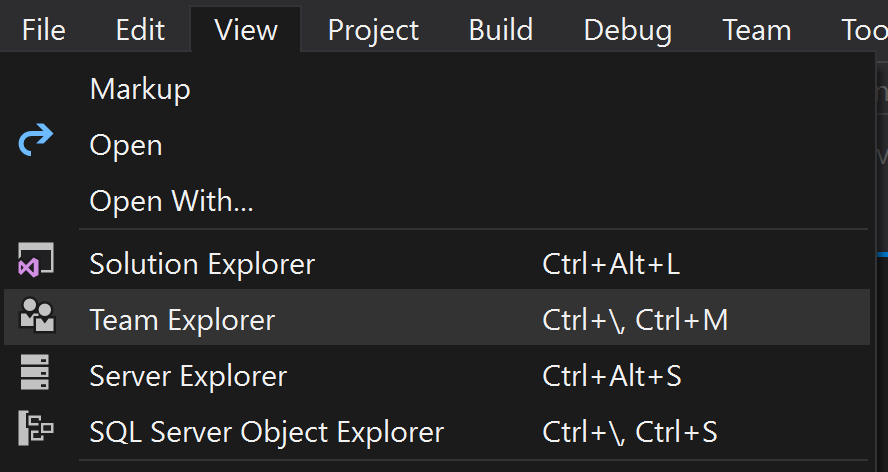 File Edit View Project Build Debug Team Too
Markup
Open
Open With...
Solution Explorer Ctrl+Alt+L
Team Explorer Ctrl+\, Ctrl+M
Server Explorer Ctrl+Alt+S
SQL Server Object Explorer Ctrl+\, Ctrl+S